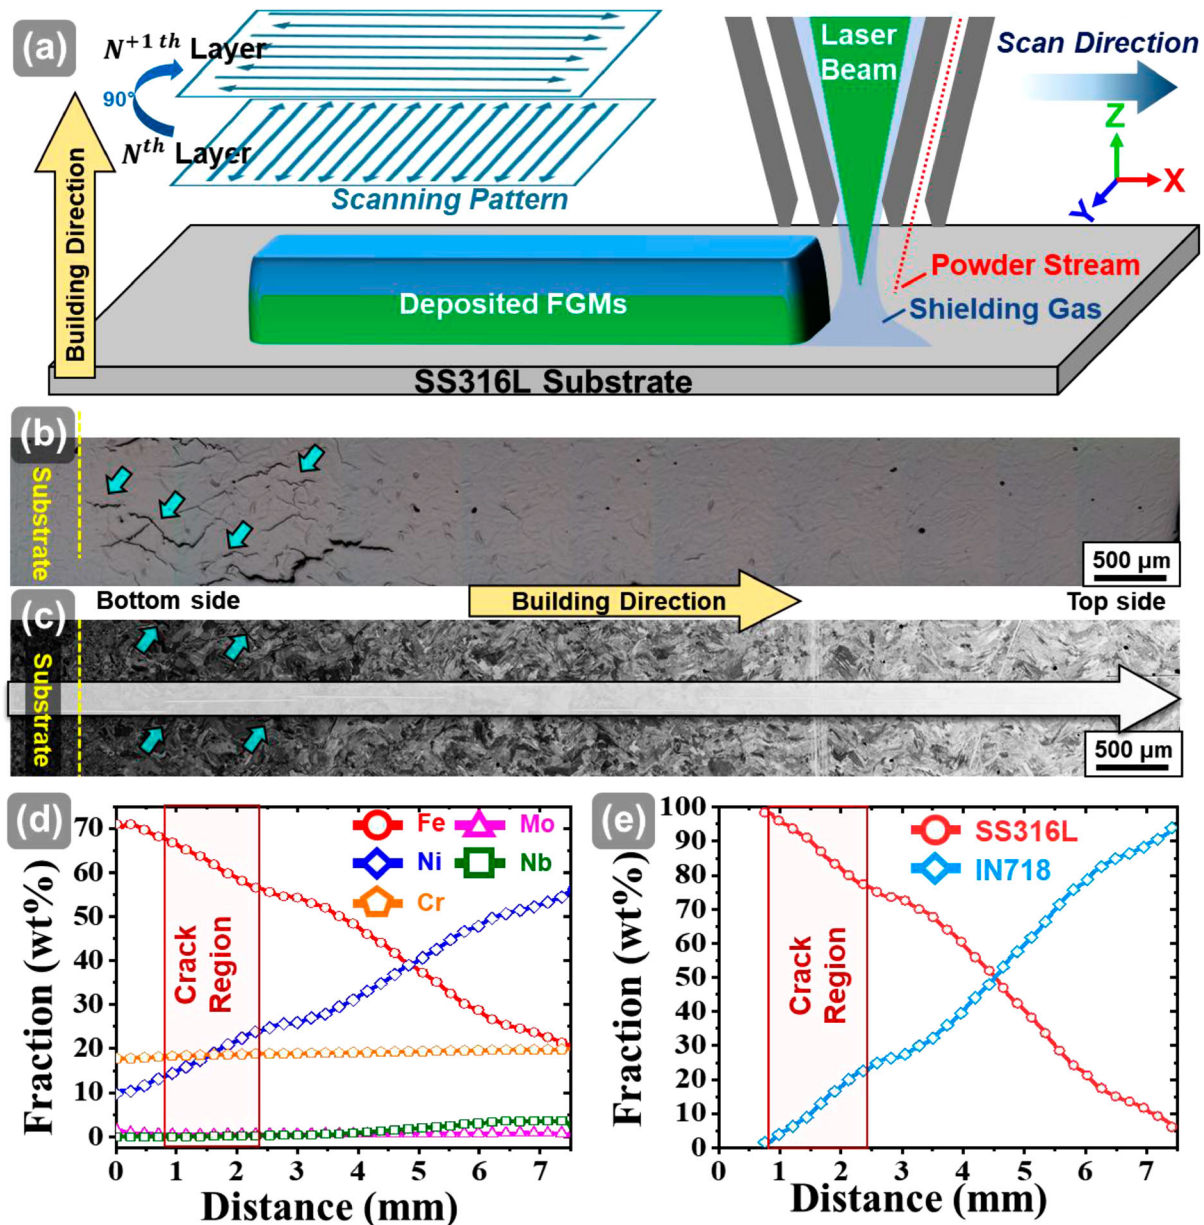 (a)
N+1 th Layer
90°
Nth Layer
Scanning Pattern
Building Direction
Laser
Beam
Scan Direction
Z
X
Y
Powder Stream
Shielding Gas
Deposited FGMs
SS316L Substrate
(b)
Substrate
500 μm
Bottom side
Building Direction
Top side
(c)
Substrate
500 μm
(d)
Fe
Mo
Ni
Nb
Cr
Crack
Region
Fraction (wt%)
70
60
50
40
30
20
10
0
0 1 2 3 4 5 6 7
Distance (mm)
(e)
SS316L
IN718
Crack
Region
Fraction (wt%)
100
90
80
70
60
50
40
30
20
10
0
0 1 2 3 4 5 6 7
Distance (mm)